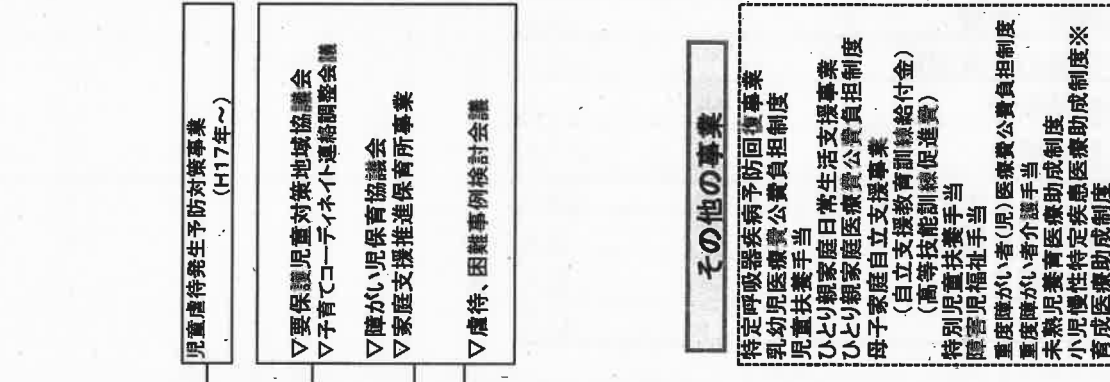 児童虐待発生予防対策事業
(H17年~)
▽要保護児童対策地域協議会
▽子育てコーディネイト連絡調整会議
▽障がい児保育協議会
▽家庭支援推進保育所事業
▽虐待、困難事例検討会議
その他の事業
特定呼吸器疾病予防回復事業
乳幼児医療費公費負担制度
児童扶養手当
ひとり親家庭日常生活支援事業
ひとり親家庭医療費公費負担制度
母子家庭自立支援事業
(自立支援教育訓練給付金)
(高等技能訓練促進費)
特別児童扶養手当
障害児福祉手当
重度障がい者(児)医療費公費負担制度
重度障がい者介護手当
未熟児養育医療助成制度
小児慢性特定疾患医療助成制度※
育成医療助成制度